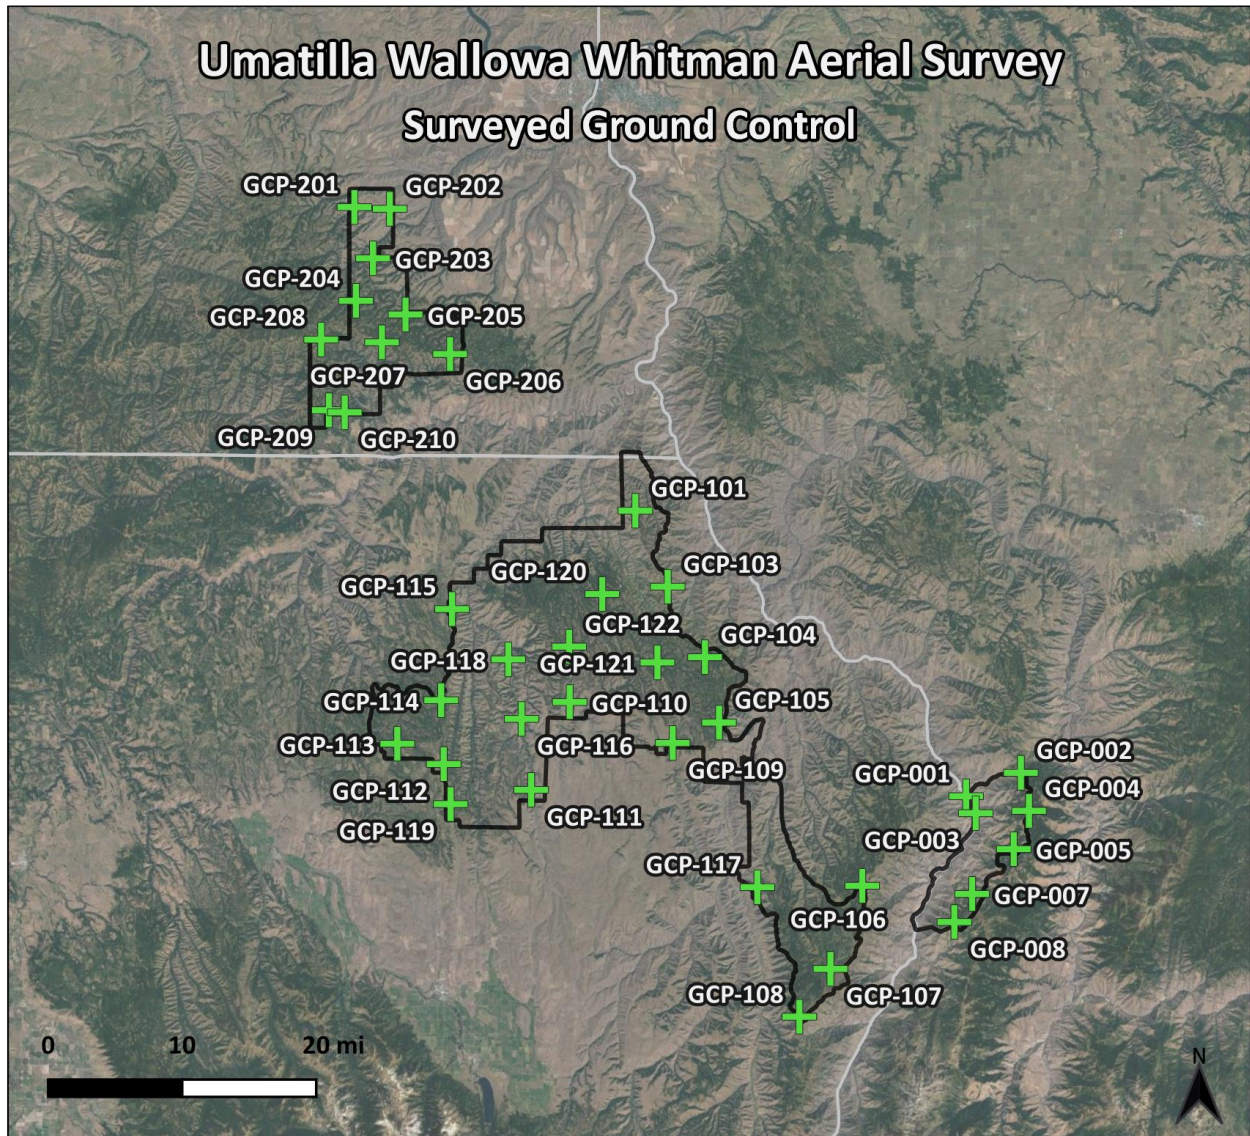 Umatilla Wallowa Whitman Aerial Survey
Surveyed Ground Control
GCP-201
GCP-202
GCP-203
GCP-204
GCP-208
GCP-205
GCP-207
GCP-206
GCP-209
GCP-210
GCP-101
GCP-103
GCP-120
GCP-115
GCP-122
GCP-104
GCP-118
GCP-121
GCP-114
GCP-110
GCP-105
GCP-113
GCP-116
GCP-109
GCP-112
GCP-111
GCP-119
GCP-002
GCP-001
GCP-004
GCP-003
GCP-005
GCP-117
GCP-007
GCP-106
GCP-008
GCP-108
GCP-107
0 10 20 mi
N